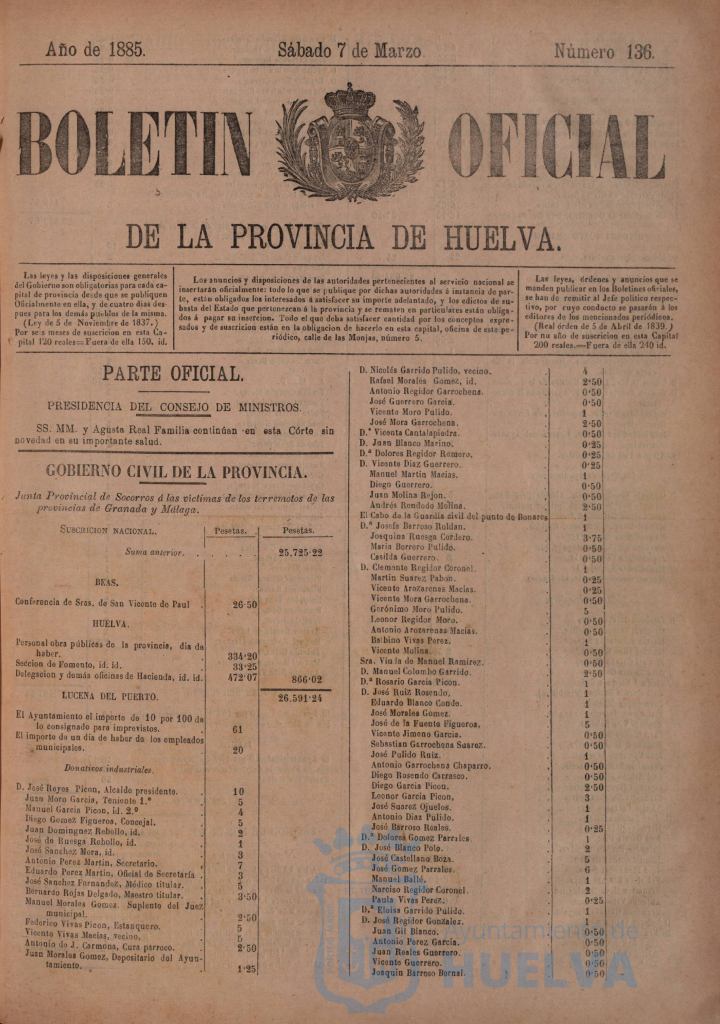 Año de 1885.
Sábado 7 de Marzo
Número 136.
BOLETIN OFICIAL
DE LA PROVINCIA DE HUELVA.
Las leyes y las disposiciones generales
del Gobierno son obligatorias para cada ca-
pital de provincia desde que se publiquen
Oficialmente en ella, y de cuatro dias des-
pues para los demás pueblos de la misma.
(Ley de 5 de Noviembre de 1837.)
Por seis meses de suscricion en esta Ca-
pital 120 reales=Fuera de ella 150. id.
Los anuncios y disposiciones de las autoridades pertenecientes al servicio nacional se
insertarán oficialmente: todo lo que se publique por dichas autoridades á instancia de par-
te, están obligados los interesados á satisfacer su importe adelantado, y los edictos de su-
basta del Estado que pertenezcan á la provincia y se rematen en particulares están obliga-
dos á pagar su insercion. Todo el que deba satisfacer cantidad por los conceptos expre-
sados y de suscricion están en la obligacion de hacerlo en esta capital, oficina de este pe-
riódico, calle de las Monjas, número 5.
Las leyes, órdenes y anuncios que se
manden publicar en los Boletines oficiales,
se han de remitir al Jefe politico respec-
tivo, por cuyo conducto se pasarán á los
editores de los mencionados periódicos.
(Real órden de 5 de Abril de 1839.)
Por nu año de suscricion en esta Capital
200 reales.—Fuera de ella 240 id.
PARTE OFICIAL.
PRESIDENCIA DEL CONSEJO DE MINISTROS.
SS. MM. y Agusta Real Familia continúan en esta Córte sin
novedad en su importante salud.
GOBIERNO CIVIL DE LA PROVINCIA.
Junta Provincial de Socorros á las victimas de los terremotos de las
provincias de Granada y Málaga.
SUSCRICION NACIONAL. Pesetas. Pesetas.
Suma anterior. . . . . . 25.725·22
BEAS.
Conferencia de Sras. de San Vicente de Paul . 26·50
HUELVA.
Personal obra públicas de la provincia, dia de
haber. 334·20
Seccion de Fomento, id. id. 33·25
Delegacion y demás oficinas de Hacienda, id. id. 472·07 866·02
26.591·24
LUCENA DEL PUERTO.
El Ayuntamiento el importe de 10 por 100 de
lo consignado para imprevistos. 61
El importe de un dia de haber de los empleados
municipales. 20
Donativos industriales.
D. José Reyes Picon, Alcalde presidente. 10
Juan Moro Garcia, Teniente 1.º 5
Manuel Garcia Picon, id. 2.º 4
Diego Gomez Figueroa, Concejal. 5
Juan Dominguez Rebollo, id. 2
José de Ruesga Rebollo, id. 1
José Sanchez Mora, id. 3
Antonio Perez Martin, Secretario. 7
Eduardo Perez Martin, Oficial de Secretaría . 3
José Sanchez Fernandez, Médico titular. 5
Bernardo Rojas Delgado, Maestro titular. 3·50
Manuel Morales Gomez. Suplente del Juez
municipal. 2·50
Federico Vivas Picon, Estanquero. 5
Vicente Vivas Macias, vecino, 5
Antonio de J. Carmona, Cura párroco. 2·50
Juan Morales Gomez, Depositario del Ayun-
tamiento. 1·25
D. Nicolés Garrido Pulido, vecino. 4
Rafael Morales Gomez, id. 2·50
Antonio Regidor Garrochena. 0·50
José Guerrero Garcia. 0·50
Vicente Moro Pulido. 1
José Mora Garrochena. 2·50
D.ª Vicenta Cantalapiedra. 0·50
D. Juan Blanco Marino. 0·25
D.ª Dolores Regidor Romero. 0·25
D. Vicente Diaz Guerrero. 0·25
Manuel Martin Macias. 1
Diego Guerrero. 0·50
Juan Molina Rejon. 0·50
Andrés Rondodo Molina. 2·50
El Cabo de la Guardia civil del punto de Bonares 1
D.ª Josefa Barroso Roldan. 1
Josquina Ruesga Cordero. 3·75
Maria Borrero Pulido. 0·50
Casilda Guerrero. 0·50
D. Clemente Regidor Coronel. 1
Martin Suarez Pabon. 0·25
Vicente Arozarenas Macias. 0·25
Vicente Mora Garrochena. 0·50
Gerónimo Moro Pulido. 5
Leonor Regidor Moro. 0·50
Antonio Arozarenas Macias. 0·50
Balbino Vivas Perez. 1
Vicente Molina. 0·50
Sra. Viuda de Manuel Ramirez. 0·50
D. Manuel Colombo Garrido. 2·50
D.ª Rosario Garcia Picon. 1
D. José Ruiz Rosendo. 1
Eduardo Blanco Conde. 1
José Morales Gomez. 1
José de la Fuente Figueroa, 5
Vicente Jimeno Garcia. 0·50
Sebastian Garrochena Suarez. 0·50
José Pulido Ruiz. 1
Antonio Garrochena Chaparro. 0·50
Diego Rosendo Carrasco. 0·50
Diego Garcia Picon. 2·50
Leonor Garcia Picon, 3
José Suarez Ojuelos. 1
Antonio Diaz Pulido. 1
José Barroso Reales. 0·25
D.ª Dolores Gomez Parrales 1
D. José Blanco Polo. 2
José Castellano Boza. 5
José Gomez Parrales. 6
Manuel Ballé. 1
Narciso Regidor Coronel. 2
Paula Vivas Perez. 0·25
D.ª Eloisa Garrido Pulido. 1
D. José Regidor Gonzalez. 1
Juan Gil Blanco. 0·50
Antonio Perez Garcia. 0·50
Juan Reales Guerrero. 0·50
Vicente Guerrero. 0·50
Joaquin Barroso Bernal. 0·50
Ayuntamiento de
HUELVA